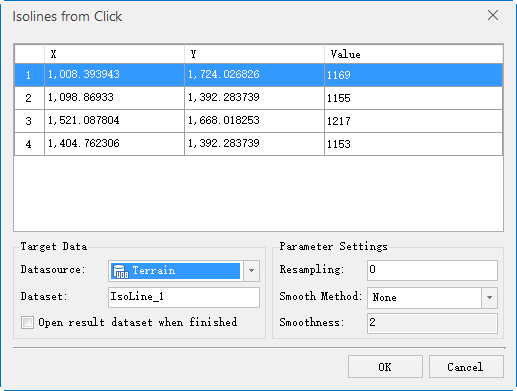 Isolines from Click
X Y Value
1 1,008.393943 1,724.026826 1169
2 1,098.86933 1,392.283739 1155
3 1,521.087804 1,668.018253 1217
4 1,404.762306 1,392.283739 1153
Target Data
Datasource: UDB Terrain
Dataset: IsoLine_1
Open result dataset when finished
Parameter Settings
Resampling: 0
Smooth Method: None
Smoothness: 2
OK Cancel